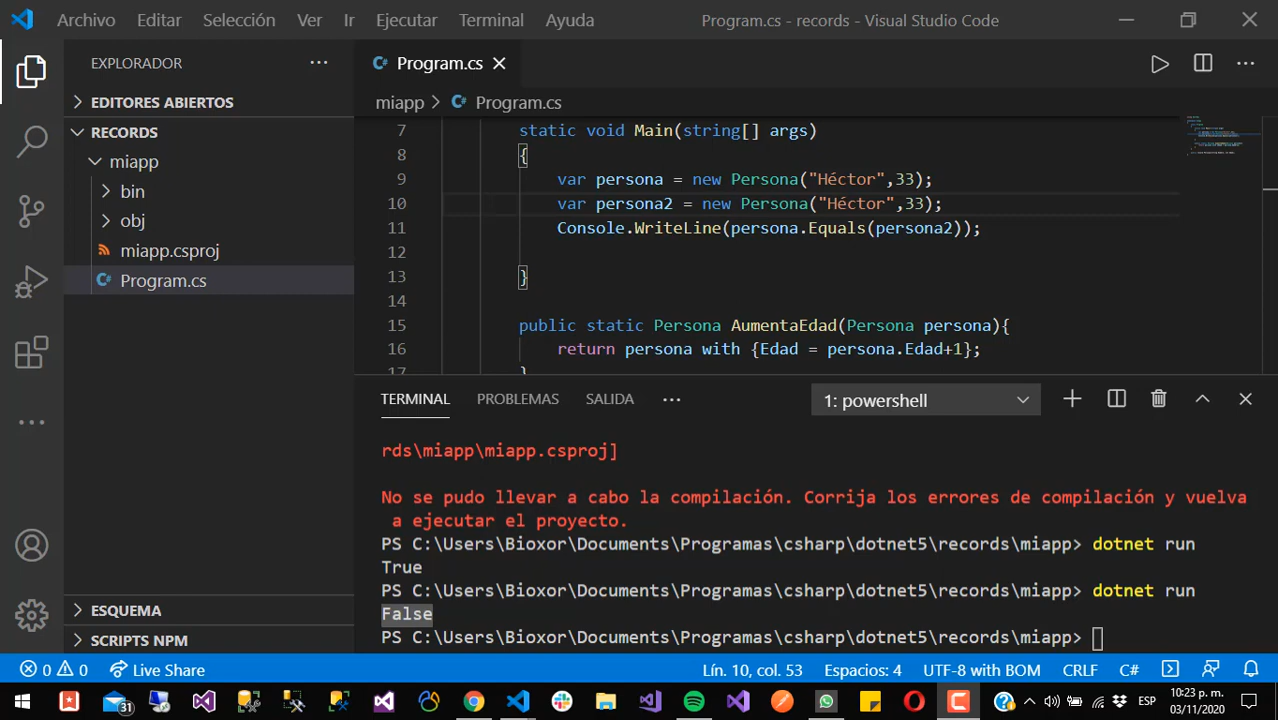 Archivo Editar Selección Ver Ir Ejecutar Terminal Ayuda Program.cs - records - Visual Studio Code
EXPLORADOR
EDITORES ABIERTOS
RECORDS
miapp
bin
obj
miapp.csproj
Program.cs
ESQUEMA
SCRIPTS NPM
Program.cs
miapp > Program.cs
7 static void Main(string[] args)
8 {
9 var persona = new Persona("Héctor",33);
10 var persona2 = new Persona("Héctor",33);
11 Console.WriteLine(persona.Equals(persona2));
12
13 }
14
15 public static Persona AumentaEdad(Persona persona){
16 return persona with {Edad = persona.Edad+1};
17 }
TERMINAL PROBLEMAS SALIDA 1: powershell
rds\miapp\miapp.csproj]
No se pudo llevar a cabo la compilación. Corrija los errores de compilación y vuelva
a ejecutar el proyecto.
PS C:\Users\Bioxor\Documents\Programas\csharp\dotnet5\records\miapp> dotnet run
True
PS C:\Users\Bioxor\Documents\Programas\csharp\dotnet5\records\miapp> dotnet run
False
PS C:\Users\Bioxor\Documents\Programas\csharp\dotnet5\records\miapp>
0 0 Live Share Lín. 10, col. 53 Espacios: 4 UTF-8 with BOM CRLF C#
31 ESP 10:23 p. m.
03/11/2020